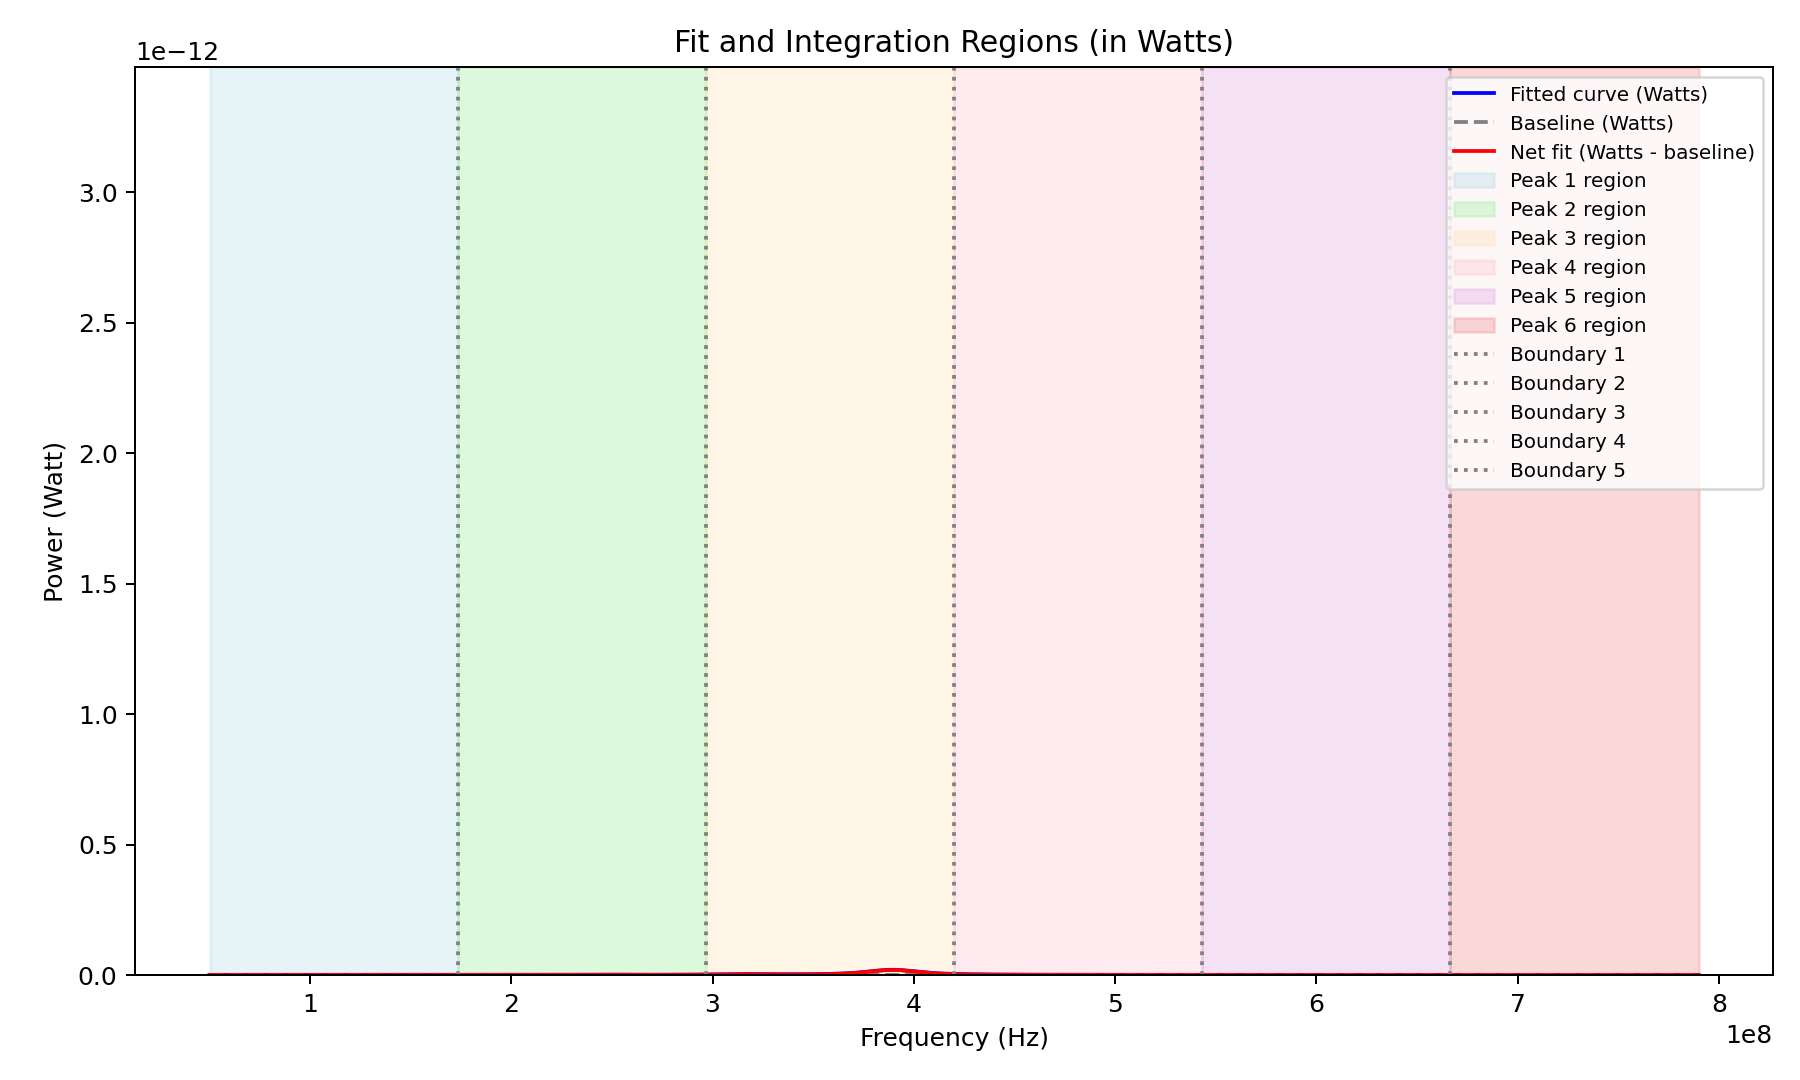 Fit and Integration Regions (in Watts)
1e−12
3.0
2.5
2.0
1.5
1.0
0.5
0.0
Power (Watt)
Fitted curve (Watts)
Baseline (Watts)
Net fit (Watts - baseline)
Peak 1 region
Peak 2 region
Peak 3 region
Peak 4 region
Peak 5 region
Peak 6 region
Boundary 1
Boundary 2
Boundary 3
Boundary 4
Boundary 5
1 2 3 4 5 6 7 8
1e8
Frequency (Hz)